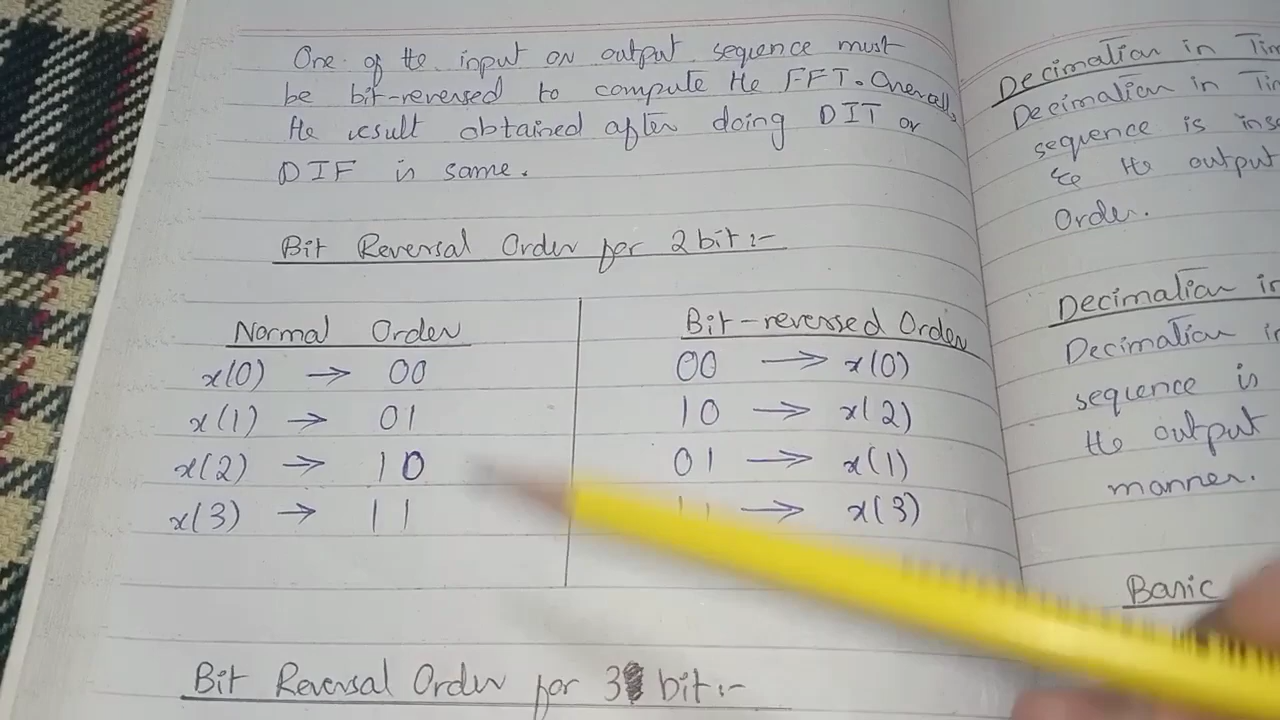 One of the input or output sequence must
be bit-reversed to compute the FFT. Overall,
the result obtained after doing DIT or
DIF is same.
Bit Reversal Order for 2 bit :-
Normal Order
x(0) → 00
x(1) → 01
x(2) → 10
x(3) → 11
Bit-reversed Order
00 → x(0)
10 → x(2)
01 → x(1)
11 → x(3)
Bit Reversal Order for 3 bit :-
Decimation in
Decimation in
sequence is
to the output
Order.
Decimation
Decimation
sequence is
the output
manner.
Basic